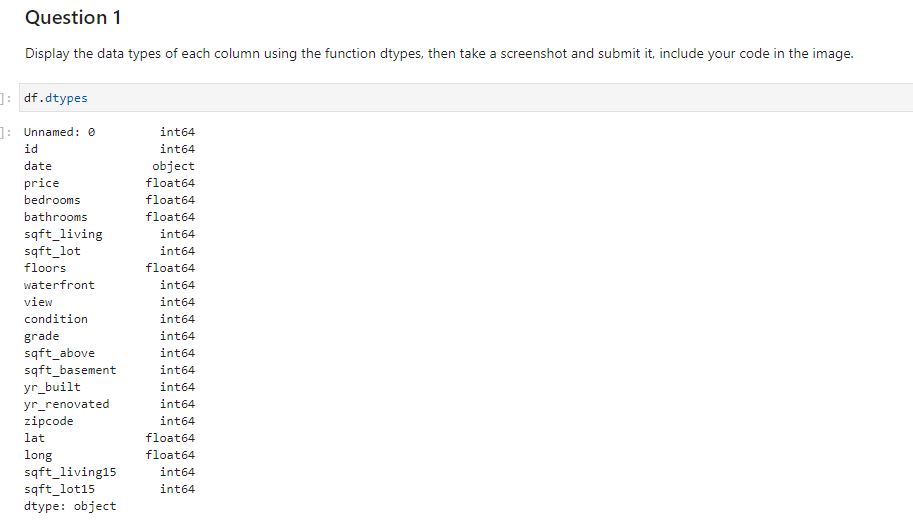 Question 1
Display the data types of each column using the function dtypes, then take a screenshot and submit it, include your code in the image.
]: df.dtypes
]: Unnamed: 0 int64
id int64
date object
price float64
bedrooms float64
bathrooms float64
sqft_living int64
sqft_lot int64
floors float64
waterfront int64
view int64
condition int64
grade int64
sqft_above int64
sqft_basement int64
yr_built int64
yr_renovated int64
zipcode int64
lat float64
long float64
sqft_living15 int64
sqft_lot15 int64
dtype: object